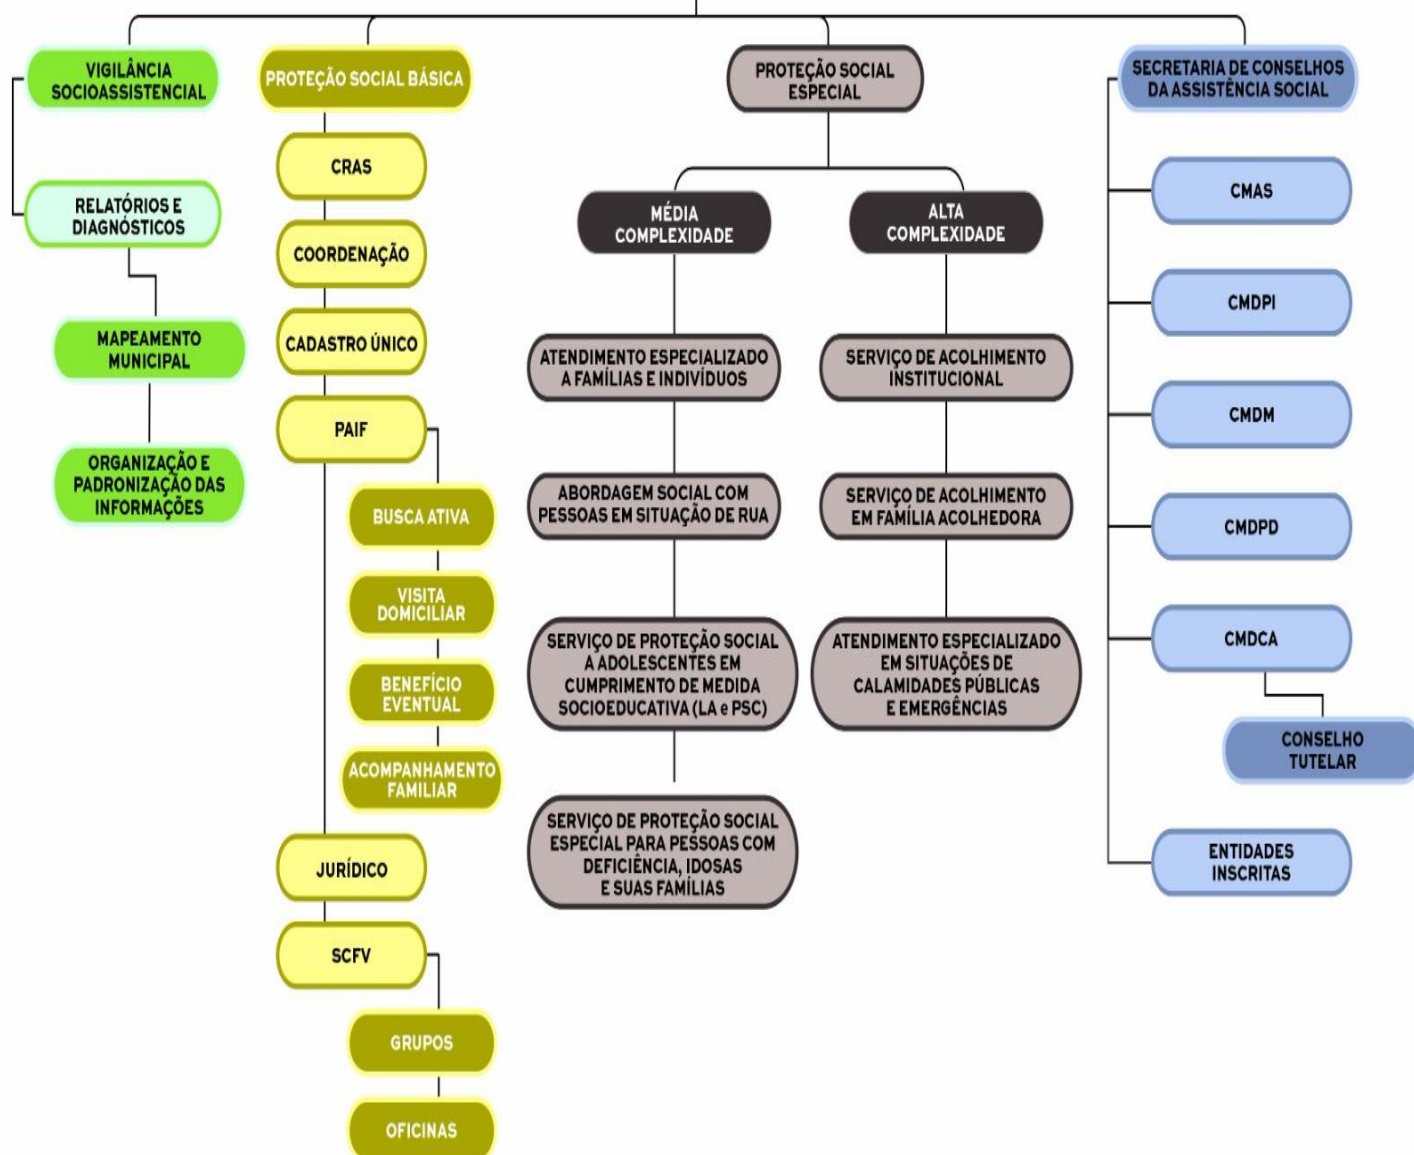 VIGILÂNCIA
SOCIOASSISTENCIAL
RELATÓRIOS E
DIAGNÓSTICOS
MAPEAMENTO
MUNICIPAL
ORGANIZAÇÃO E
PADRONIZAÇÃO DAS
INFORMAÇÕES
PROTEÇÃO SOCIAL BÁSICA
CRAS
COORDENAÇÃO
CADASTRO ÚNICO
PAIF
BUSCA ATIVA
VISITA
DOMICILIAR
BENEFÍCIO
EVENTUAL
ACOMPANHAMENTO
FAMILIAR
JURÍDICO
SCFV
GRUPOS
OFICINAS
PROTEÇÃO SOCIAL
ESPECIAL
MÉDIA
COMPLEXIDADE
ATENDIMENTO ESPECIALIZADO
A FAMÍLIAS E INDIVÍDUOS
ABORDAGEM SOCIAL COM
PESSOAS EM SITUAÇÃO DE RUA
SERVIÇO DE PROTEÇÃO SOCIAL
A ADOLESCENTES EM
CUMPRIMENTO DE MEDIDA
SOCIOEDUCATIVA (LA e PSC)
SERVIÇO DE PROTEÇÃO SOCIAL
ESPECIAL PARA PESSOAS COM
DEFICIÊNCIA, IDOSAS
E SUAS FAMÍLIAS
ALTA
COMPLEXIDADE
SERVIÇO DE ACOLHIMENTO
INSTITUCIONAL
SERVIÇO DE ACOLHIMENTO
EM FAMÍLIA ACOLHEDORA
ATENDIMENTO ESPECIALIZADO
EM SITUAÇÕES DE
CALAMIDADES PÚBLICAS
E EMERGÊNCIAS
SECRETARIA DE CONSELHOS
DA ASSISTÊNCIA SOCIAL
CMAS
CMDPI
CMDM
CMDPD
CMDCA
CONSELHO
TUTELAR
ENTIDADES
INSCRITAS